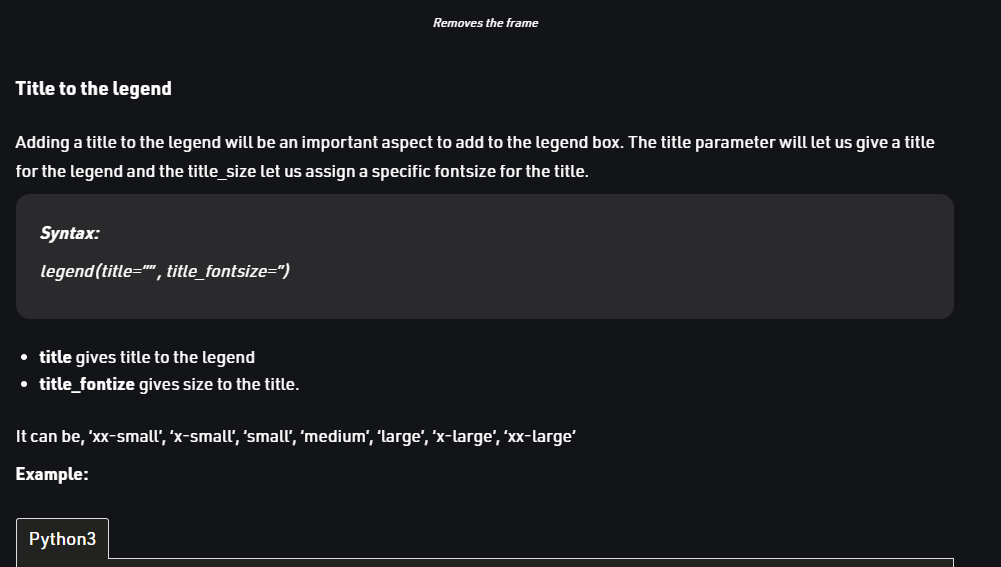 Removes the frame
Title to the legend
Adding a title to the legend will be an important aspect to add to the legend box. The title parameter will let us give a title
for the legend and the title_size let us assign a specific fontsize for the title.
Syntax:
legend(title=”” , title_fontsize=”)
• title gives title to the legend
• title_fontize gives size to the title.
It can be, ‘xx-small’, ‘x-small’, ‘small’, ‘medium’, ‘large’, ‘x-large’, ‘xx-large’
Example:
Python3